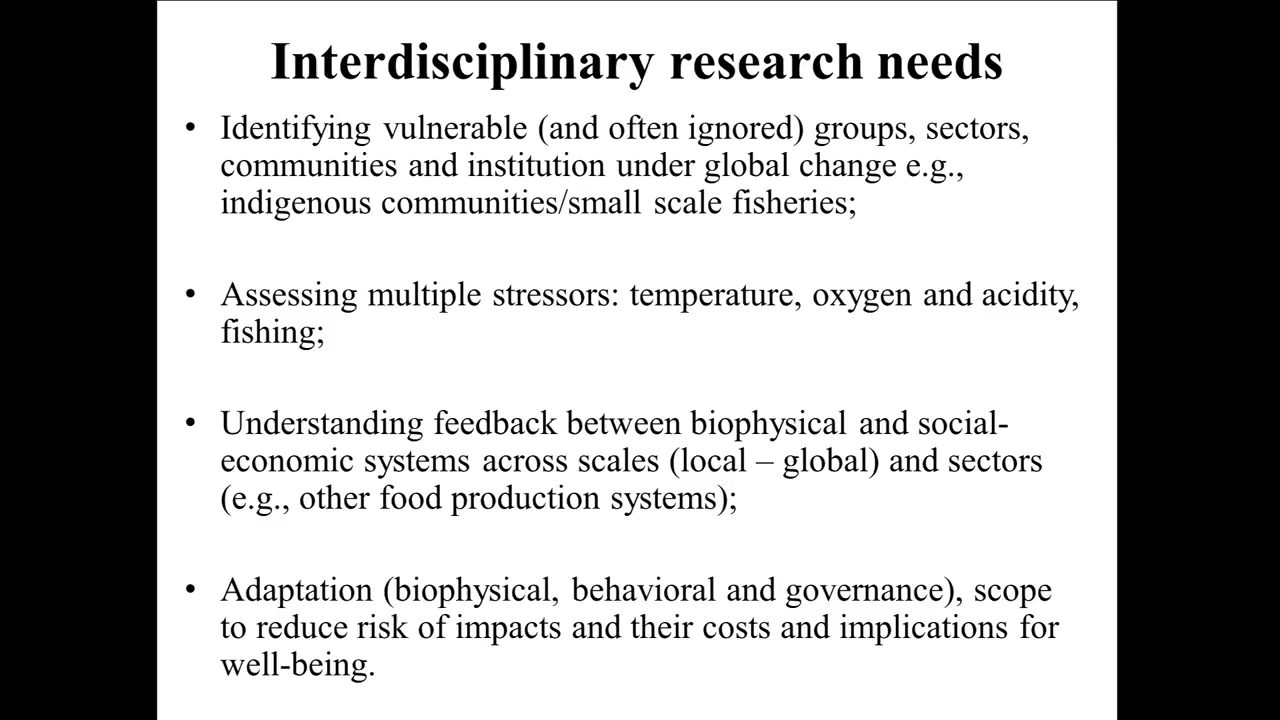 Interdisciplinary research needs
• Identifying vulnerable (and often ignored) groups, sectors,
communities and institution under global change e.g.,
indigenous communities/small scale fisheries;
• Assessing multiple stressors: temperature, oxygen and acidity,
fishing;
• Understanding feedback between biophysical and social-
economic systems across scales (local – global) and sectors
(e.g., other food production systems);
• Adaptation (biophysical, behavioral and governance), scope
to reduce risk of impacts and their costs and implications for
well-being.